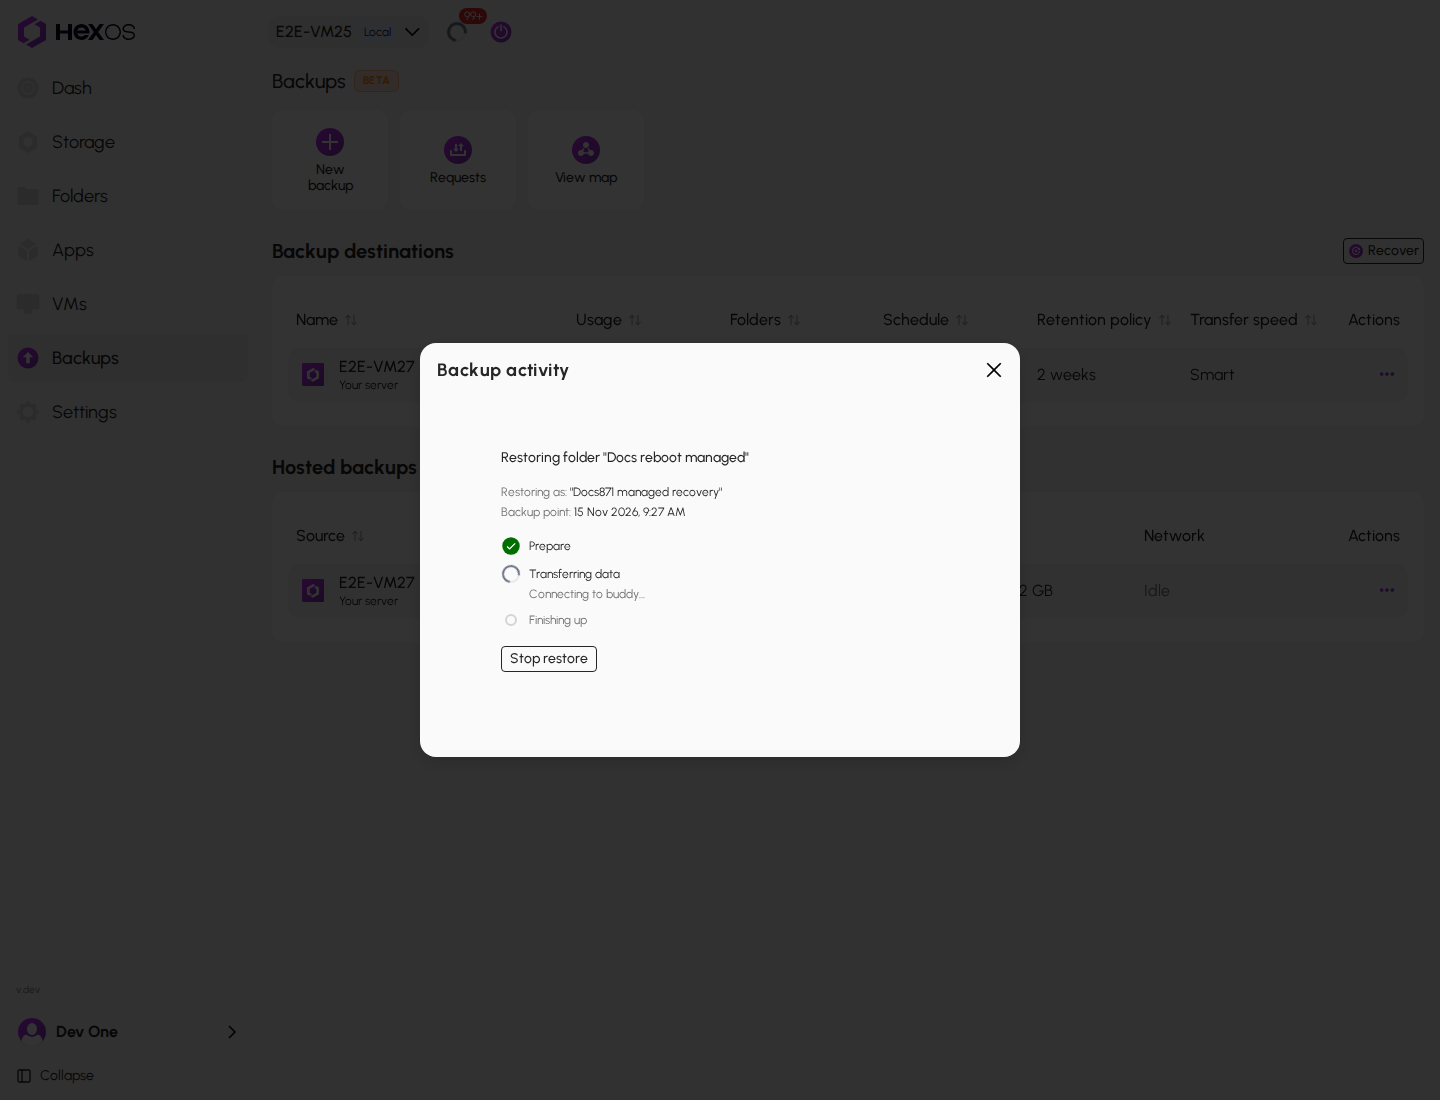 HEXOS
E2E-VM25 Local
99+
Dash
Storage
Folders
Apps
VMs
Backups
Settings
Backups BETA
New
backup
Requests
View map
Backup destinations
Recover
Name Usage Folders Schedule Retention policy Transfer speed Actions
E2E-VM27
Your server
2 weeks Smart
Hosted backups
Source Network Actions
E2E-VM27
Your server
2 GB Idle
Backup activity
Restoring folder "Docs reboot managed"
Restoring as: "Docs871 managed recovery"
Backup point: 15 Nov 2026, 9:27 AM
Prepare
Transferring data
Connecting to buddy...
Finishing up
Stop restore
v.dev
Dev One
Collapse